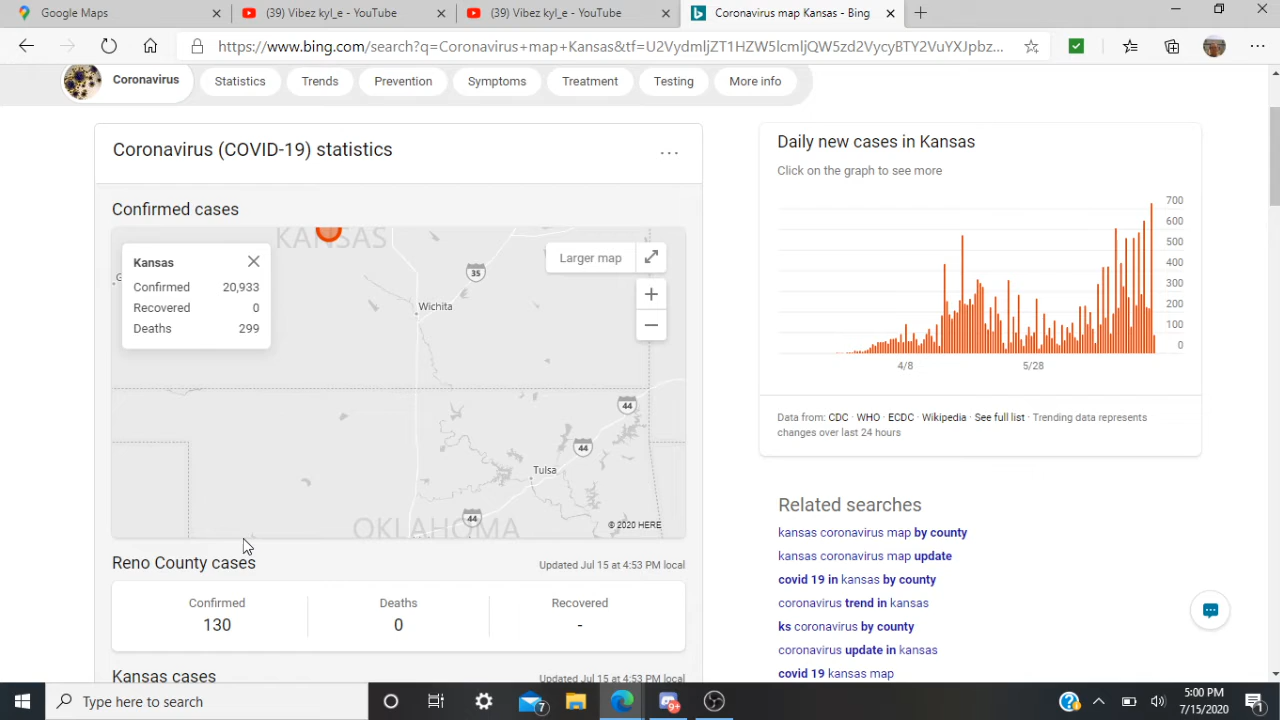 Google Maps
(39) Vibez kyl_e - YouTube
(39) Vibez kyl_e - YouTube
Coronavirus map Kansas - Bing
https://www.bing.com/search?q=Coronavirus+map+Kansas&tf=U2VydmljZT1HZW5lcmljQW5zd2VycyBTY2VuYXJpbz...
Coronavirus
Statistics
Trends
Prevention
Symptoms
Treatment
Testing
More info
Coronavirus (COVID-19) statistics
...
Confirmed cases
KANSAS
Kansas
Confirmed 20,933
Recovered 0
Deaths 299
Larger map
35
Wichita
44
44
Tulsa
44
OKLAHOMA
© 2020 HERE
Reno County cases
Updated Jul 15 at 4:53 PM local
Confirmed Deaths Recovered
130 0 -
Kansas cases
Updated Jul 15 at 4:53 PM local
Daily new cases in Kansas
Click on the graph to see more
700
600
500
400
300
200
100
0
4/8 5/28
Data from: CDC · WHO · ECDC · Wikipedia · See full list · Trending data represents
changes over last 24 hours
Related searches
kansas coronavirus map by county
kansas coronavirus map update
covid 19 in kansas by county
coronavirus trend in kansas
ks coronavirus by county
coronavirus update in kansas
covid 19 kansas map
Type here to search
7
9+
5:00 PM
7/15/2020
1